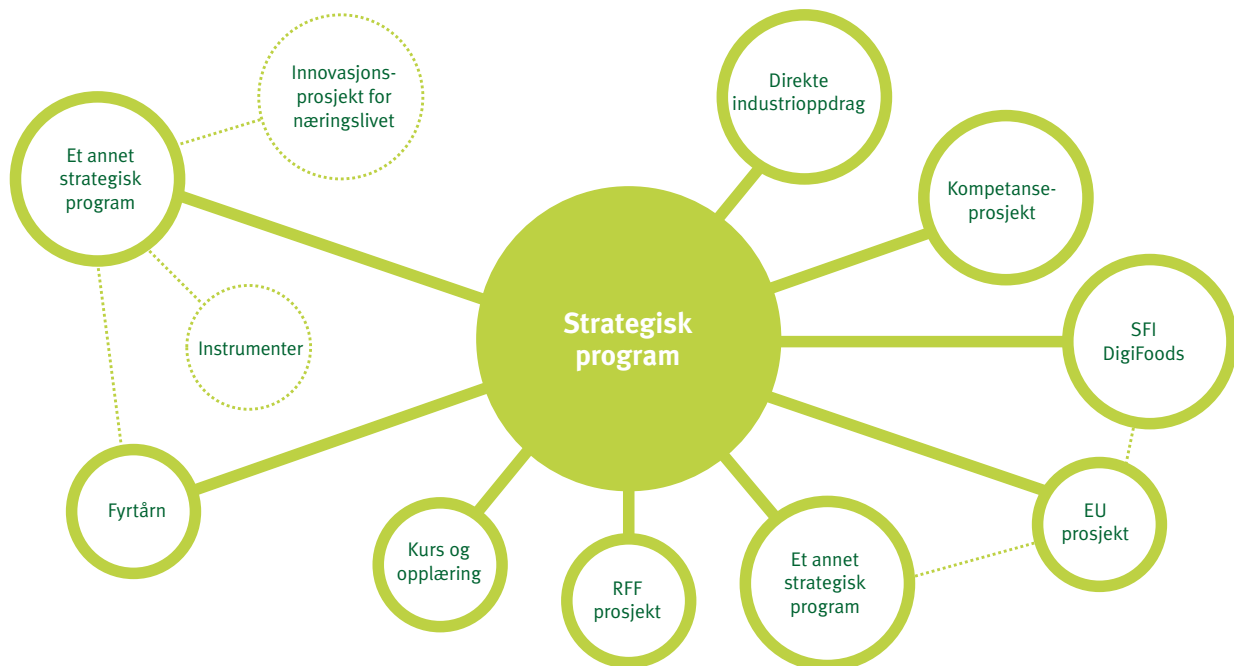 Innovasjons-
prosjekt for
næringslivet
Direkte
industrioppdrag
Et annet
strategisk
program
Kompetanse-
prosjekt
Strategisk
program
SFI
DigiFoods
Instrumenter
Fyrtårn
Kurs og
opplæring
RFF
prosjekt
Et annet
strategisk
program
EU
prosjekt